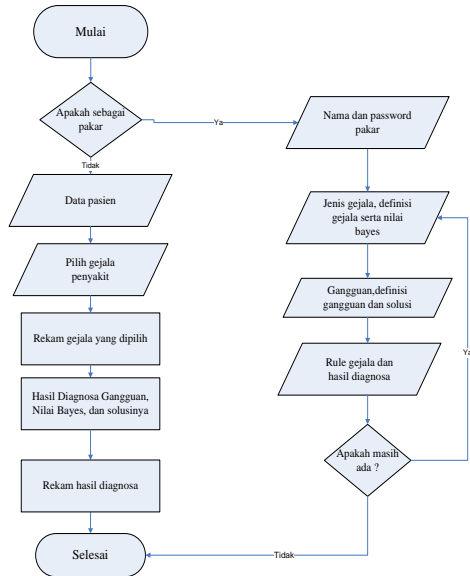 Mulai
Apakah sebagai
pakar
Ya
Nama dan password
pakar
Tidak
Data pasien
Jenis gejala, definisi
gejala serta nilai
bayes
Pilih gejala
penyakit
Gangguan,definisi
gangguan dan solusi
Rekam gejala yang dipilih
Rule gejala dan
hasil diagnosa
Ya
Hasil Diagnosa Gangguan,
Nilai Bayes, dan solusinya
Apakah masih
ada ?
Rekam hasil diagnosa
Selesai
Tidak